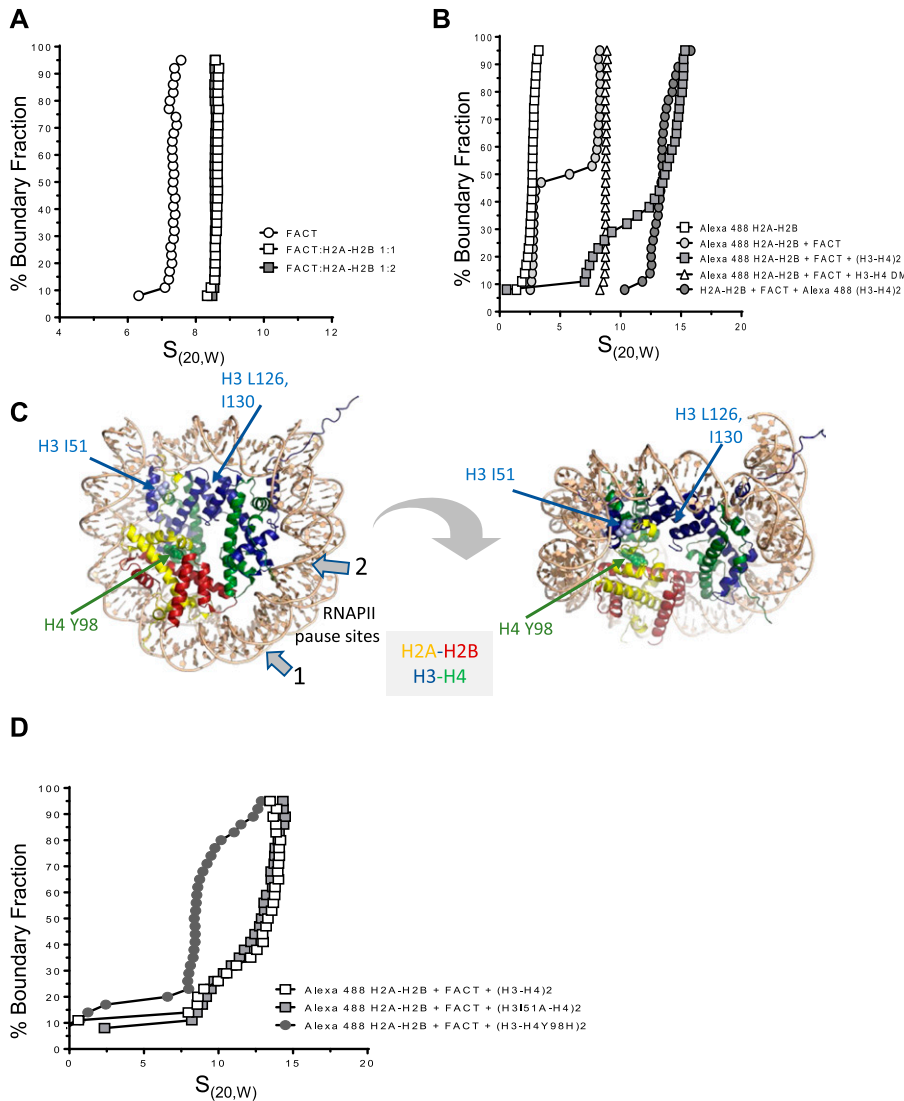 A
100
90
80
70
60
50
40
30
20
10
0
% Boundary Fraction
4
6
8
10
12
S(20,W)
FACT
FACT:H2A-H2B 1:1
FACT:H2A-H2B 1:2
B
100
90
80
70
60
50
40
30
20
10
0
% Boundary Fraction
0
5
10
15
20
S(20,W)
Alexa 488 H2A-H2B
Alexa 488 H2A-H2B + FACT
Alexa 488 H2A-H2B + FACT + (H3-H4)2
Alexa 488 H2A-H2B + FACT + H3-H4 DM
H2A-H2B + FACT + Alexa 488 (H3-H4)2
C
H3 L126,
I130
H3 I51
H4 Y98
2
RNAPII
pause sites
1
H3 L126,
I130
H3 I51
H4 Y98
H2A-H2B
H3-H4
D
100
90
80
70
60
50
40
30
20
10
0
% Boundary Fraction
0
5
10
15
20
S(20,W)
Alexa 488 H2A-H2B + FACT + (H3-H4)2
Alexa 488 H2A-H2B + FACT + (H3I51A-H4)2
Alexa 488 H2A-H2B + FACT + (H3-H4Y98H)2